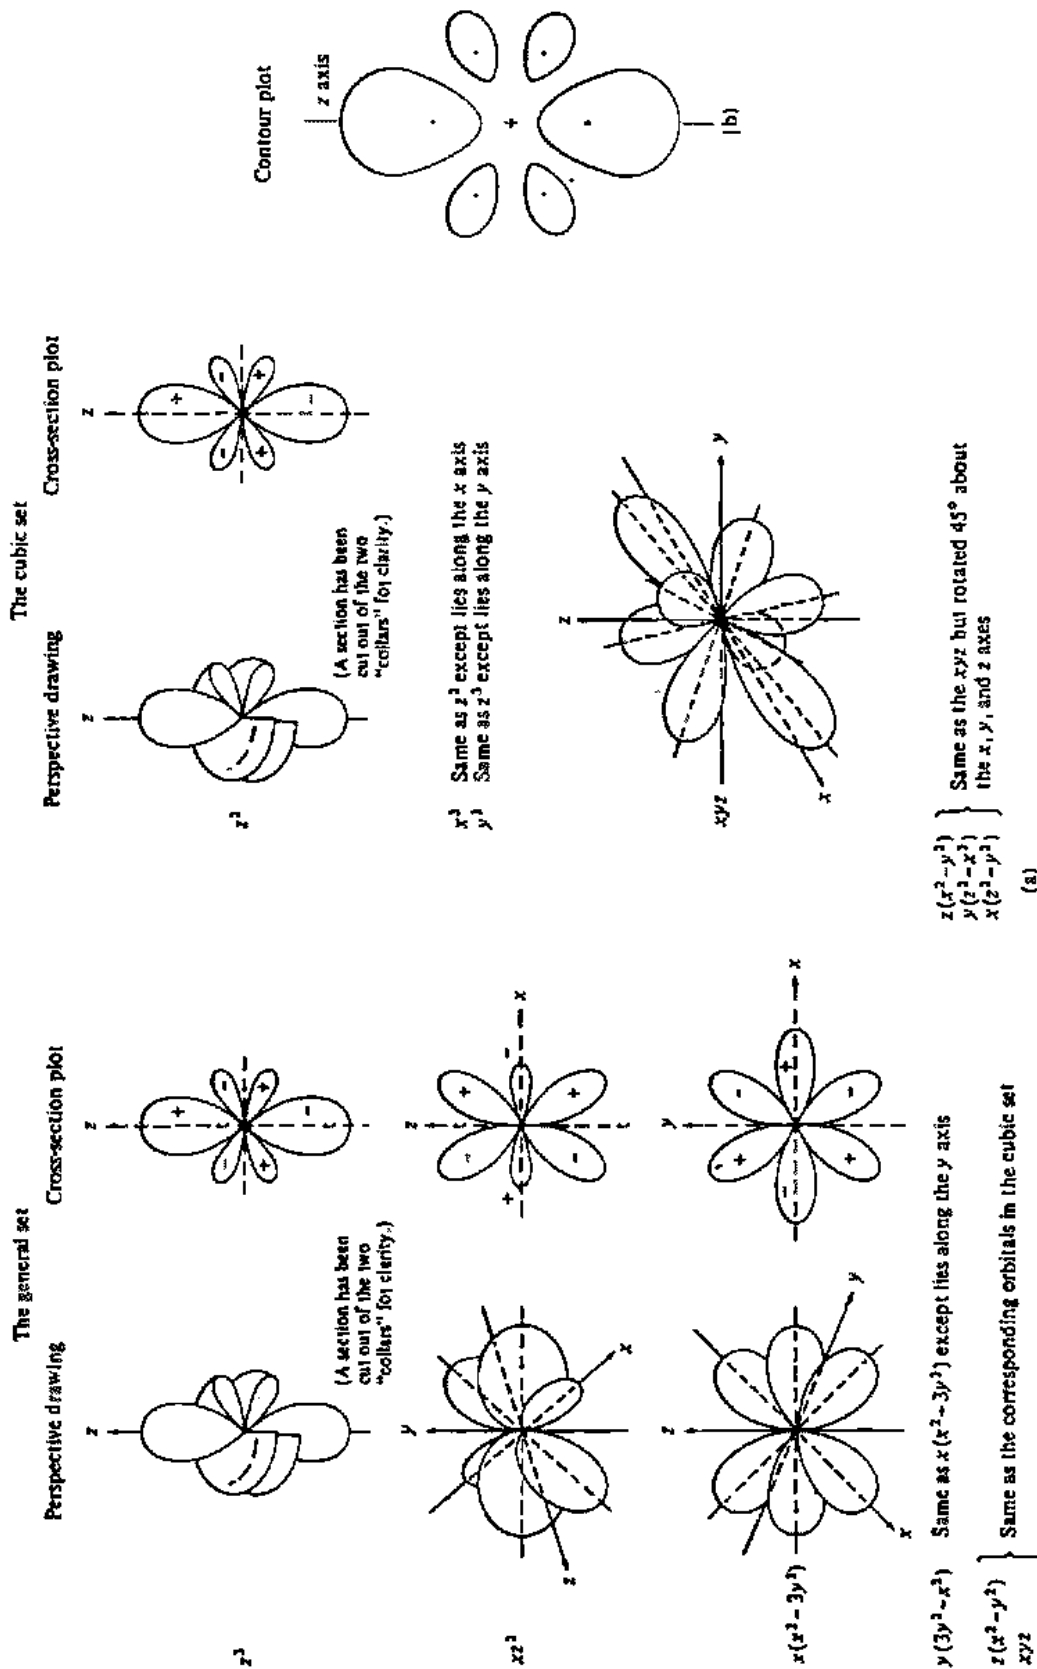 The general set
Perspective drawing
Cross-section plot
z³
z
z
+
-
-
+
+
-
(A section has been
cut out of the two
"collars" for clarity.)
xz²
y
x
z
z
x
-
+
+
-
-
+
x(x² - 3y²)
z
y
x
y
x
+
-
-
+
-
+
y(3y² - x²) Same as x(x² - 3y²) except lies along the y axis
z(x² - y²)
xyz
Same as the corresponding orbitals in the cubic set
The cubic set
Perspective drawing
Cross-section plot
z³
z
z
+
-
-
+
+
-
(A section has been
cut out of the two
"collars" for clarity.)
x³ Same as z³ except lies along the x axis
y³ Same as z³ except lies along the y axis
xyz
z
y
x
z(x² - y²)
y(z² - x²)
x(z² - y²)
Same as the xyz but rotated 45° about
the x, y, and z axes
(a)
Contour plot
z axis
+
(b)